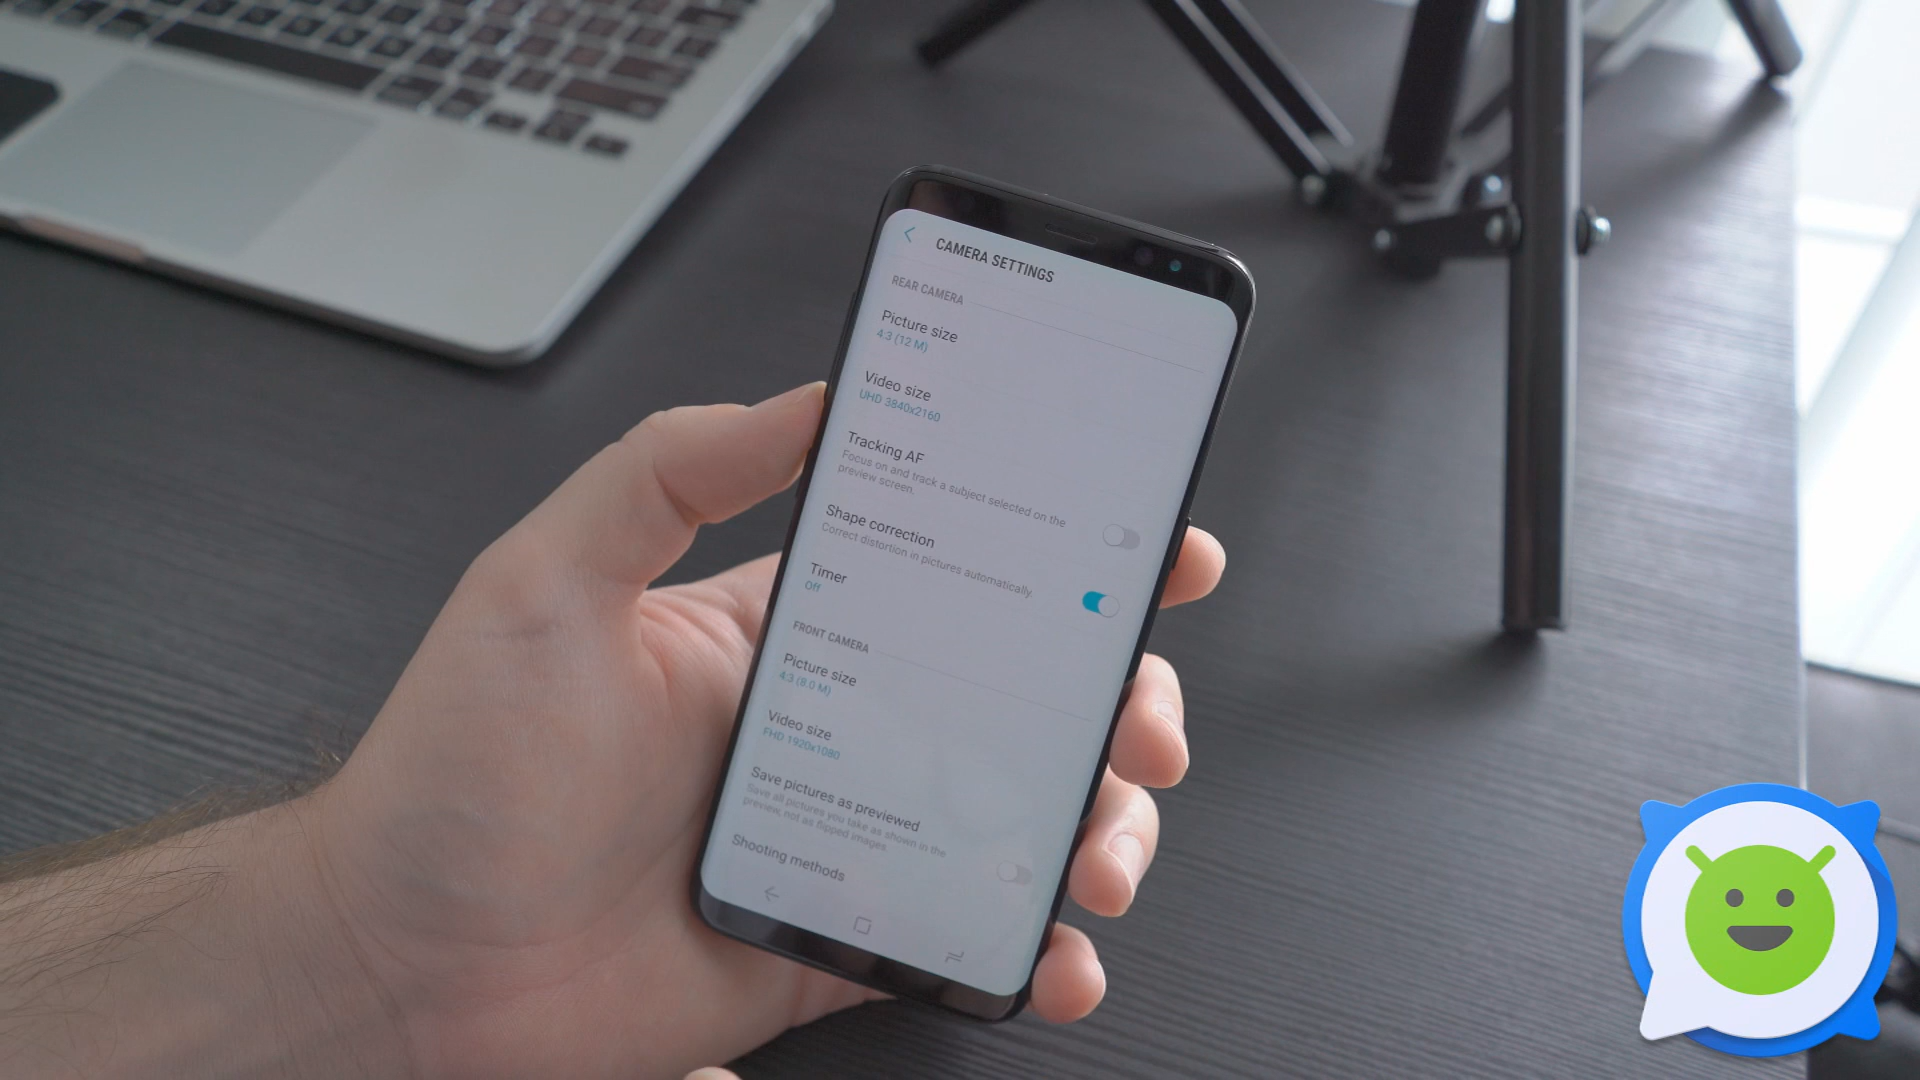 CAMERA SETTINGS
REAR CAMERA
Picture size
4:3 (12 M)
Video size
UHD 3840x2160
Tracking AF
Focus on and track a subject selected on the
preview screen.
Shape correction
Correct distortion in pictures automatically.
Timer
Off
FRONT CAMERA
Picture size
4:3 (8.0 M)
Video size
FHD 1920x1080
Save pictures as previewed
Save all pictures you take as shown in the
preview, not as flipped images.
Shooting methods